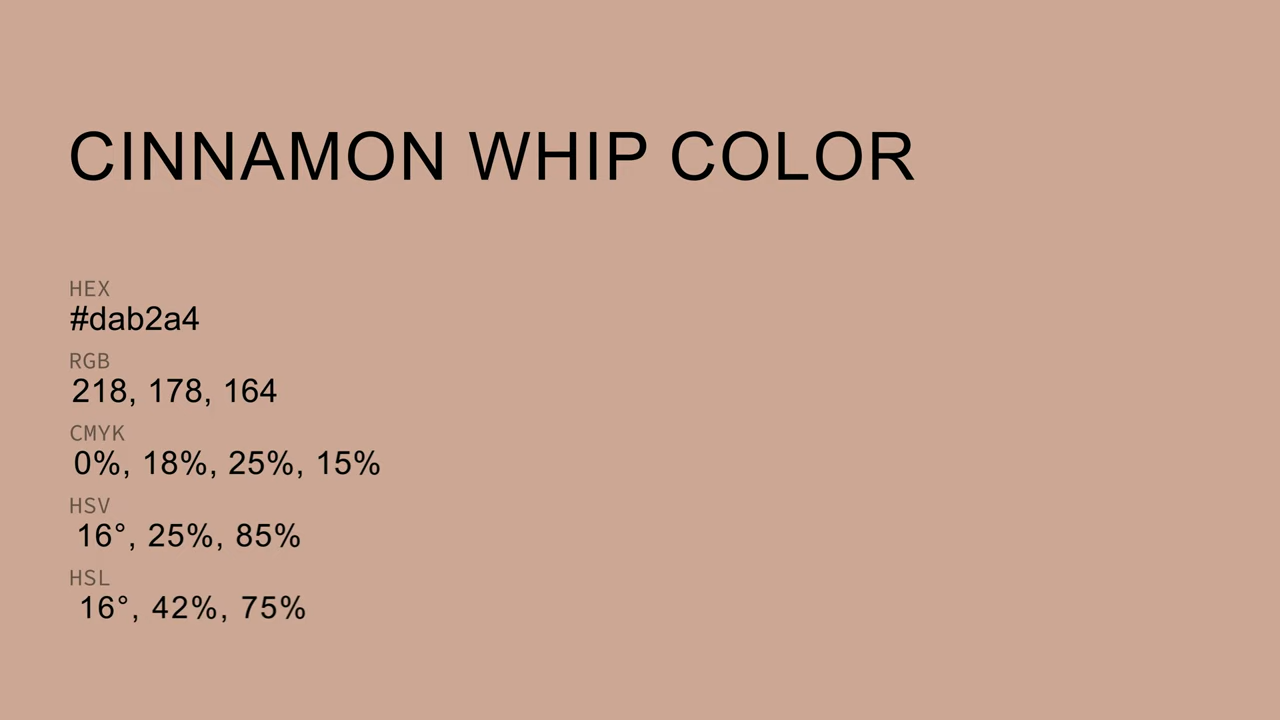 CINNAMON WHIP COLOR
HEX
#dab2a4
RGB
218, 178, 164
CMYK
0%, 18%, 25%, 15%
HSV
16°, 25%, 85%
HSL
16°, 42%, 75%